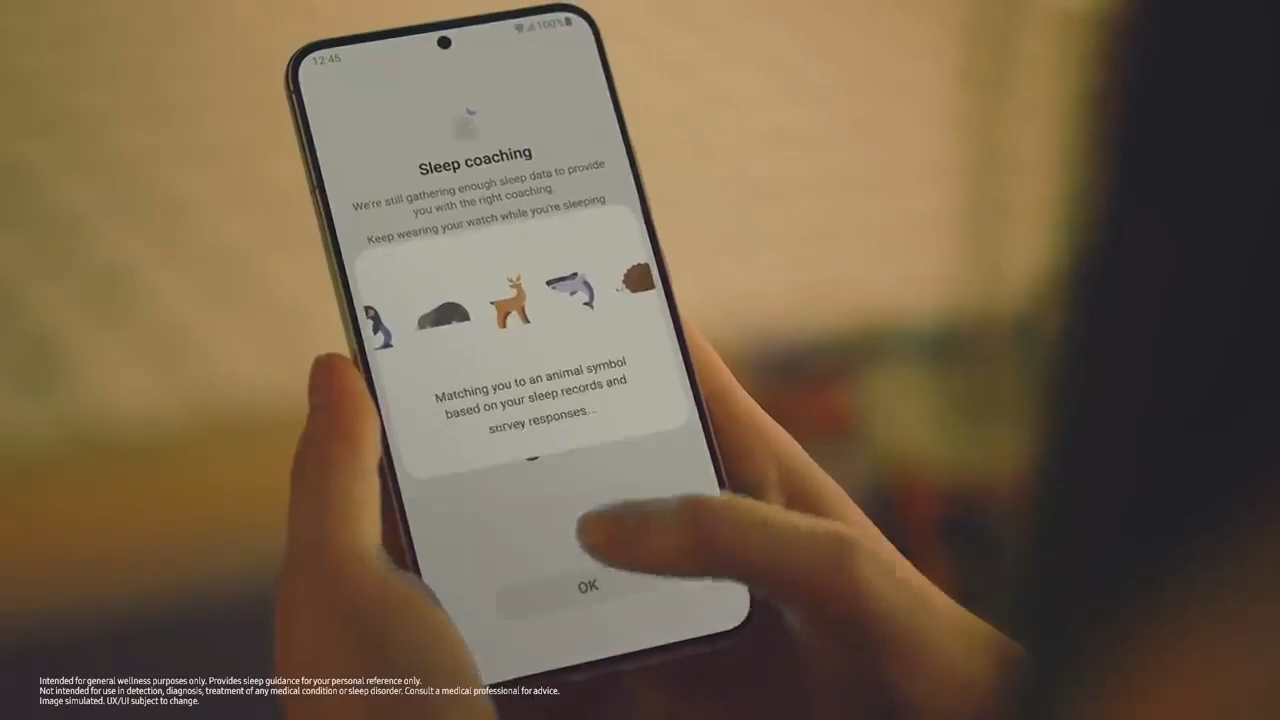 12:45
100%
Sleep coaching
We're still gathering enough sleep data to provide
you with the right coaching.
Keep wearing your watch while you're sleeping
Matching you to an animal symbol
based on your sleep records and
survey responses...
OK
Intended for general wellness purposes only. Provides sleep guidance for your personal reference only.
Not intended for use in detection, diagnosis, treatment of any medical condition or sleep disorder. Consult a medical professional for advice.
Image simulated. UX/UI subject to change.